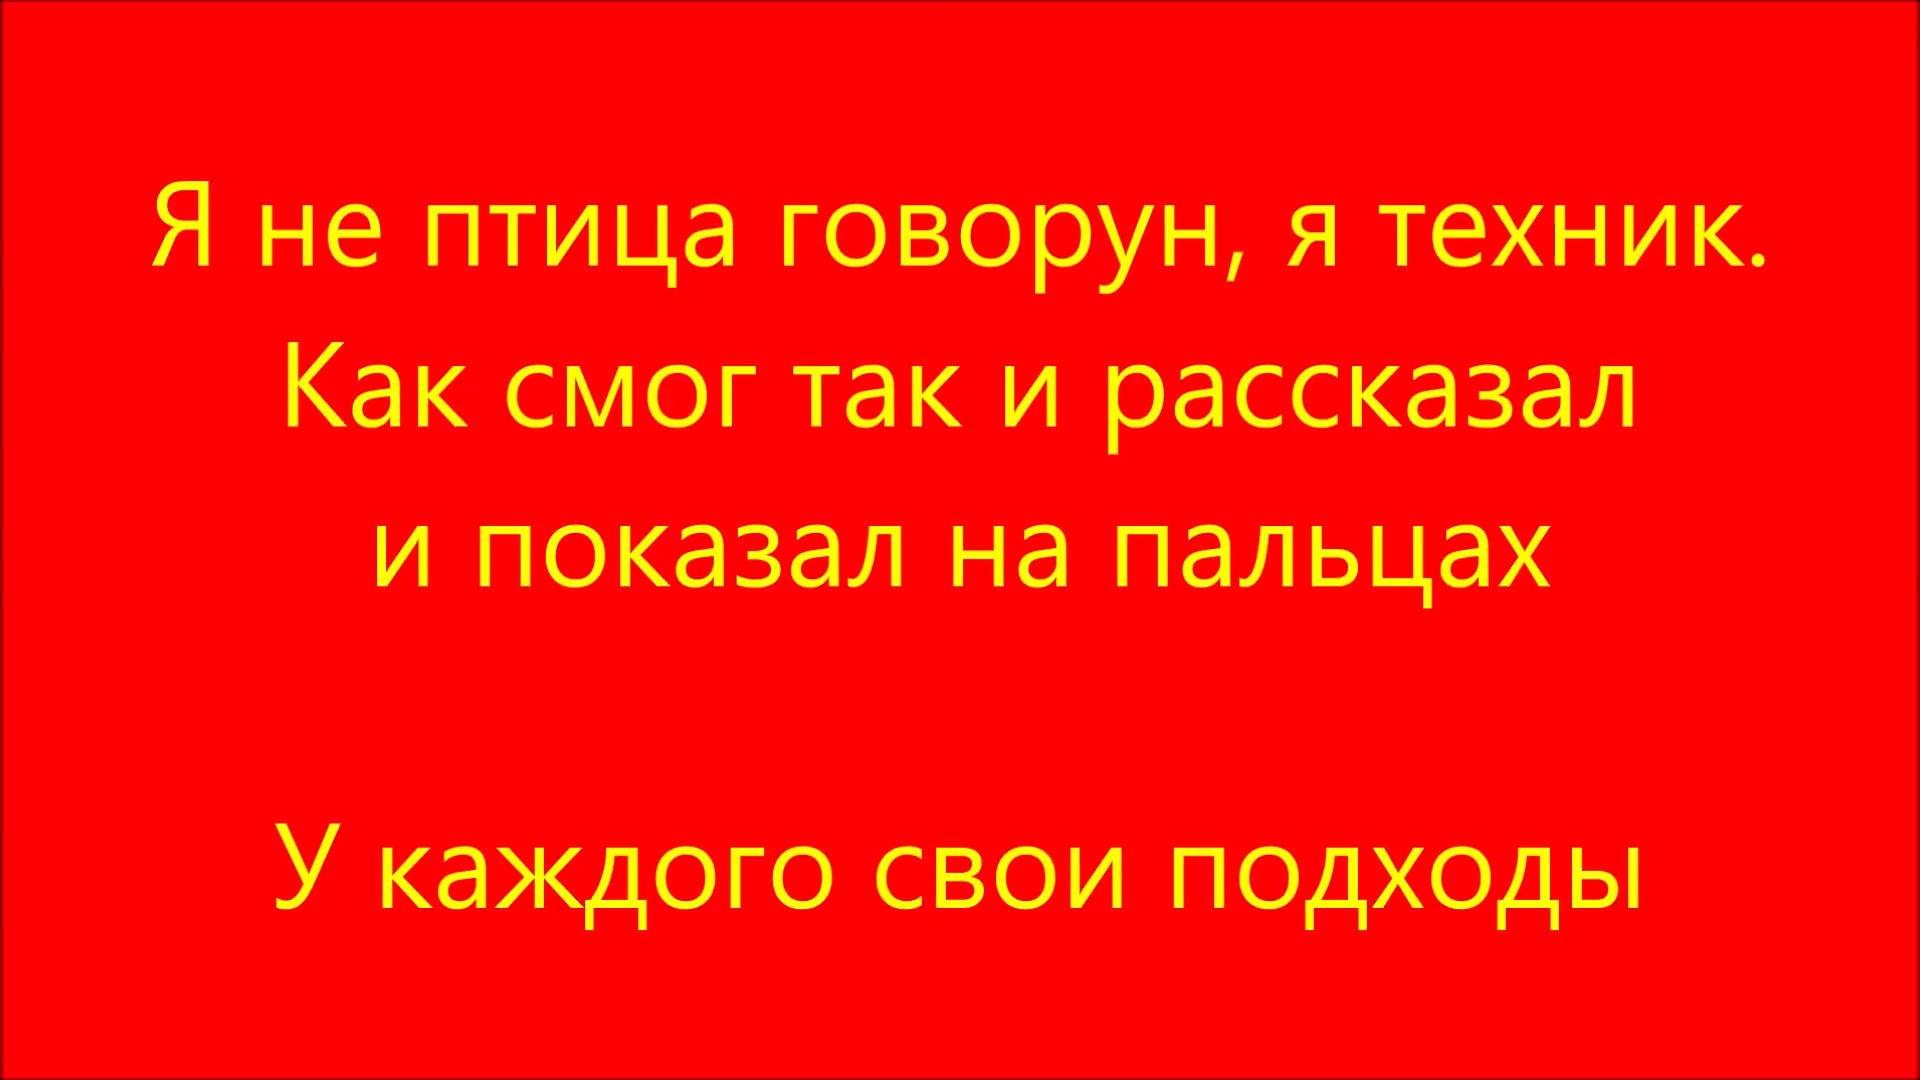 Я не птица говорун, я техник.
Как смог так и рассказал
и показал на пальцах
У каждого свои подходы